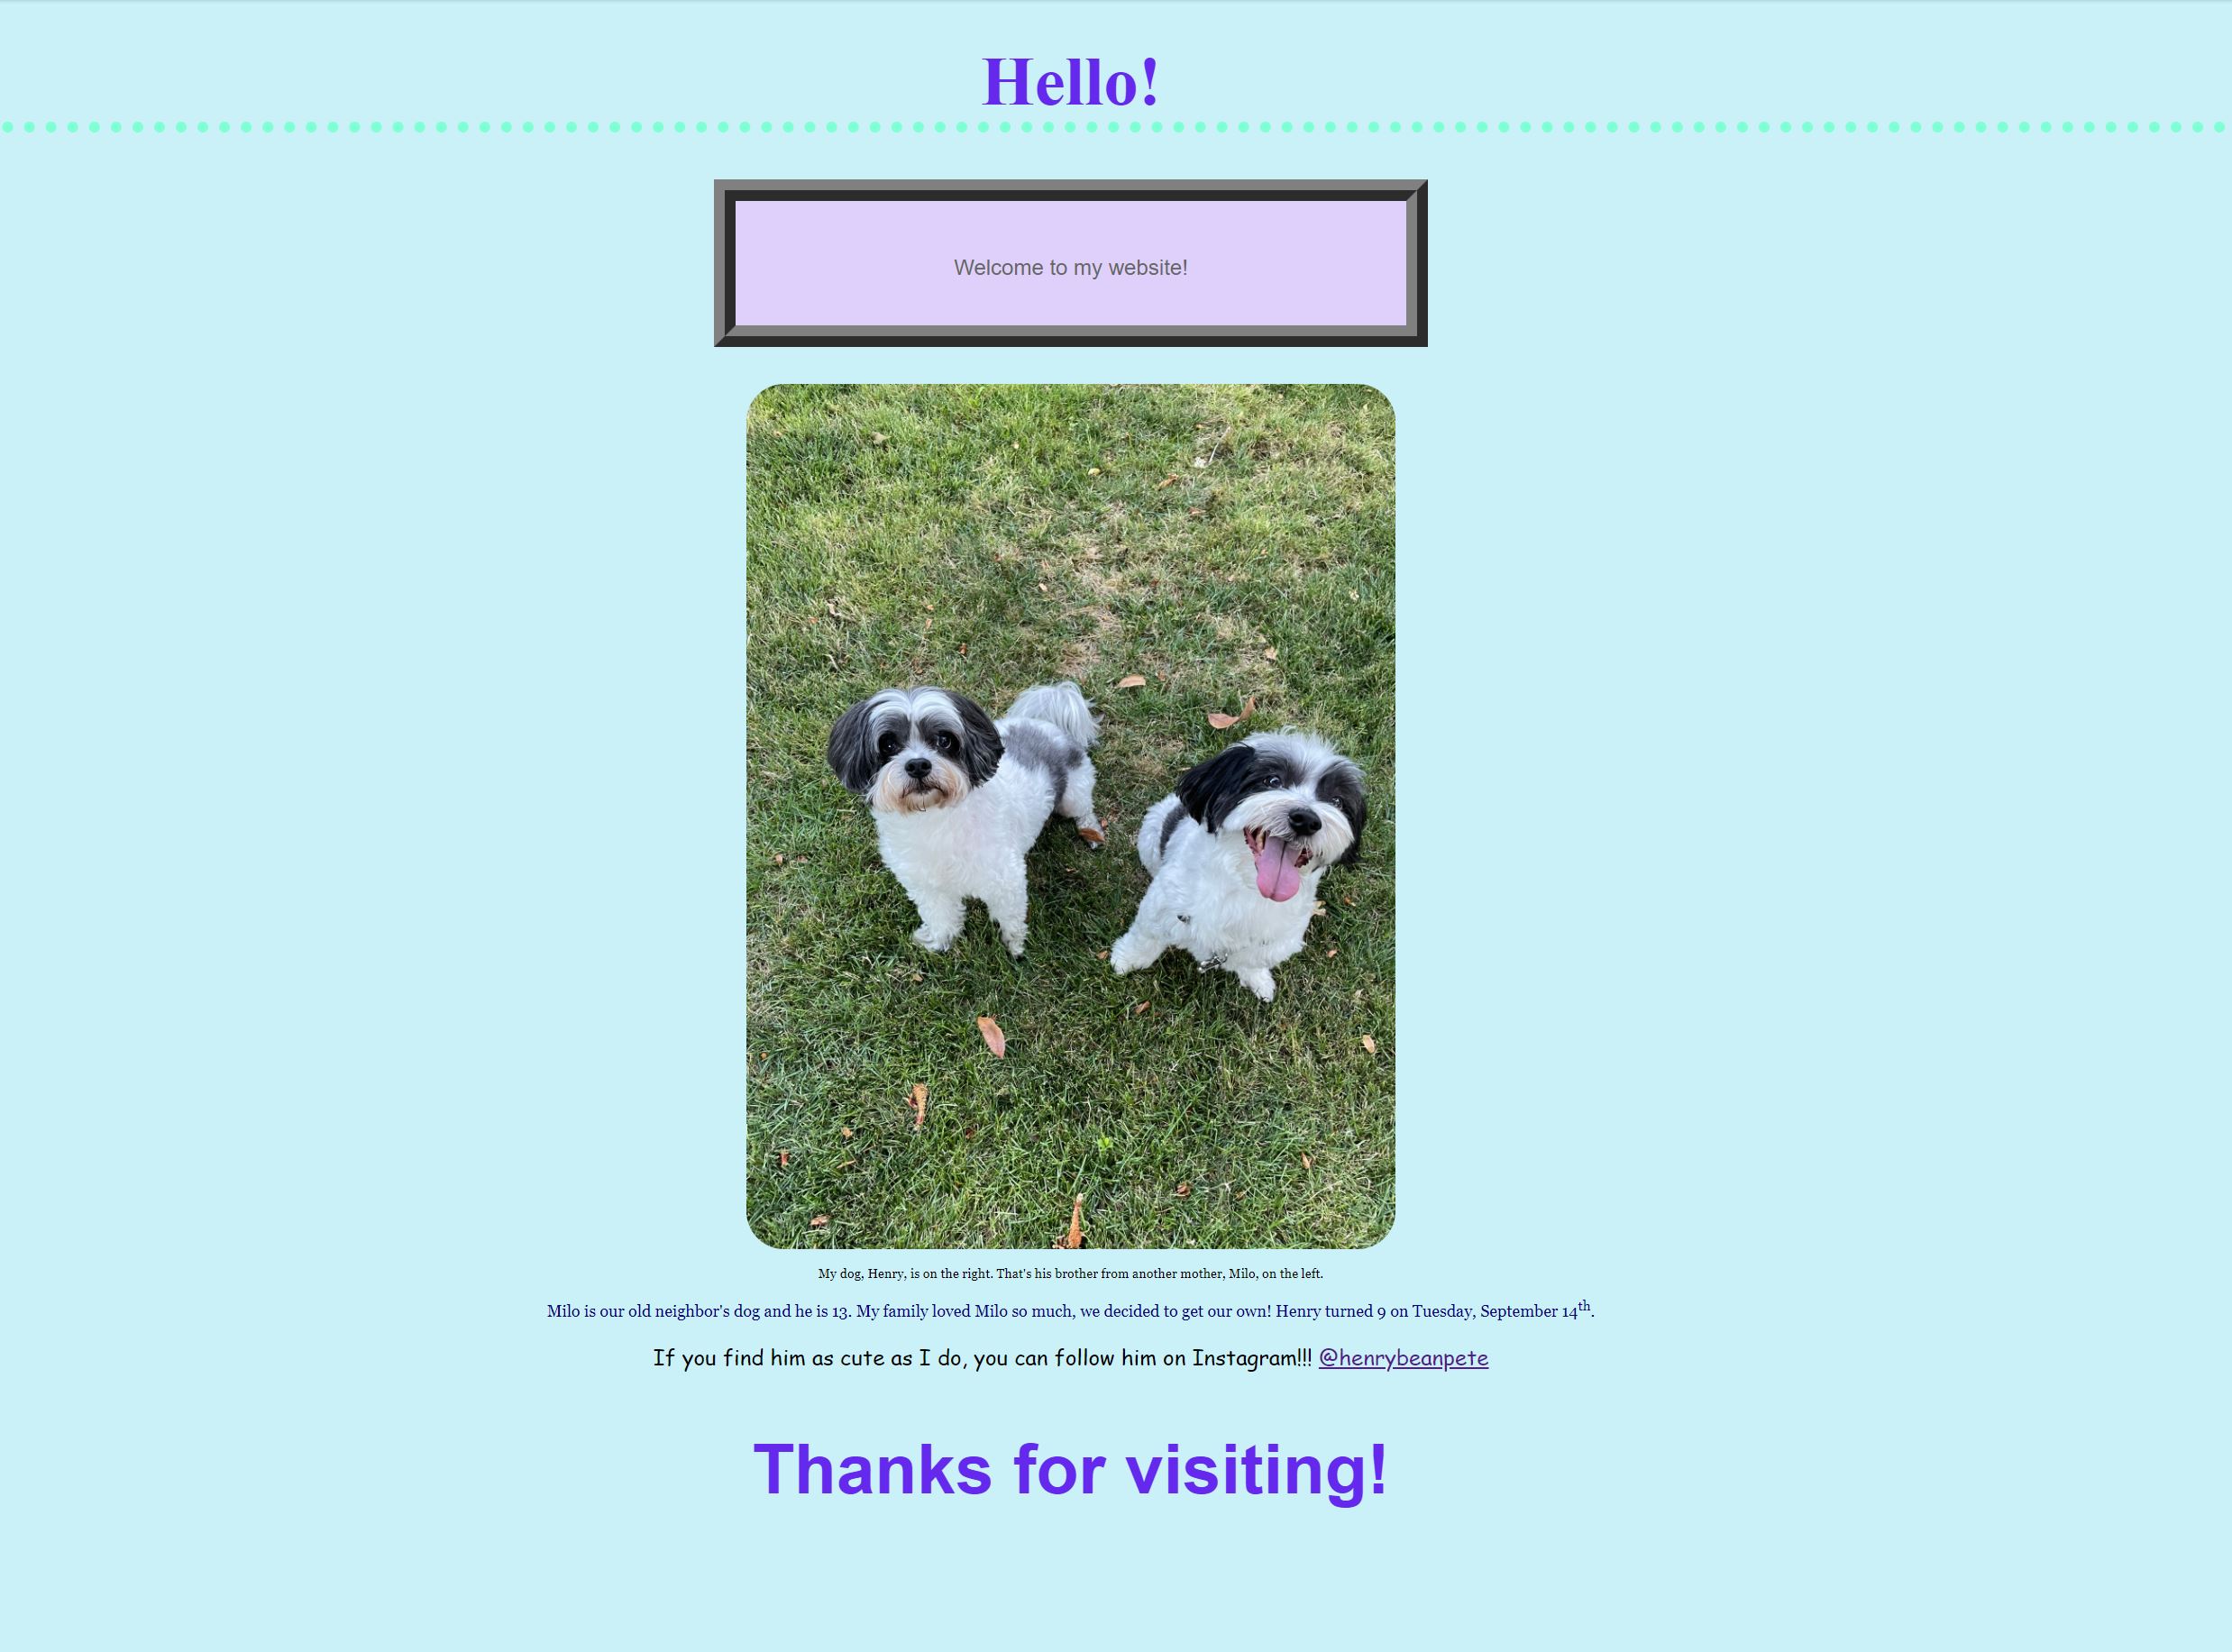 Hello!
Welcome to my website!
My dog, Henry, is on the right. That's his brother from another mother, Milo, on the left.
Milo is our old neighbor's dog and he is 13. My family loved Milo so much, we decided to get our own! Henry turned 9 on Tuesday, September 14th.
If you find him as cute as I do, you can follow him on Instagram!!! @henrybeanpete
Thanks for visiting!